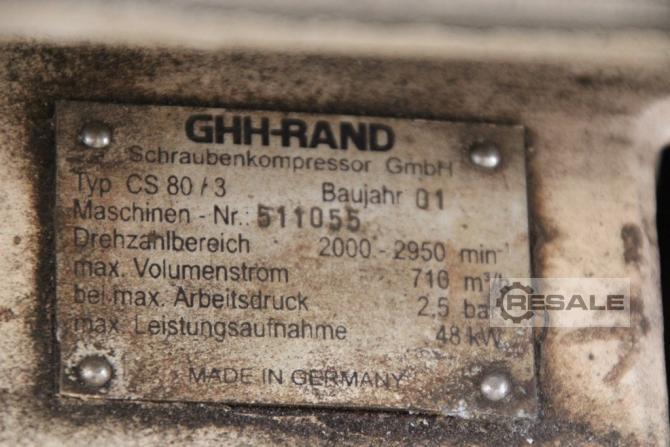 GHH-RAND
Schraubenkompressor GmbH
Typ CS 80 / 3 Baujahr 01
Maschinen - Nr.: 511055
Drehzahlbereich 2000 - 2950 min⁻¹
max. Volumenstrom 710 m³/
bei max. Arbeitsdruck 2,5 ba
max. Leistungsaufnahme 48 kW
MADE IN GERMANY
RESALE